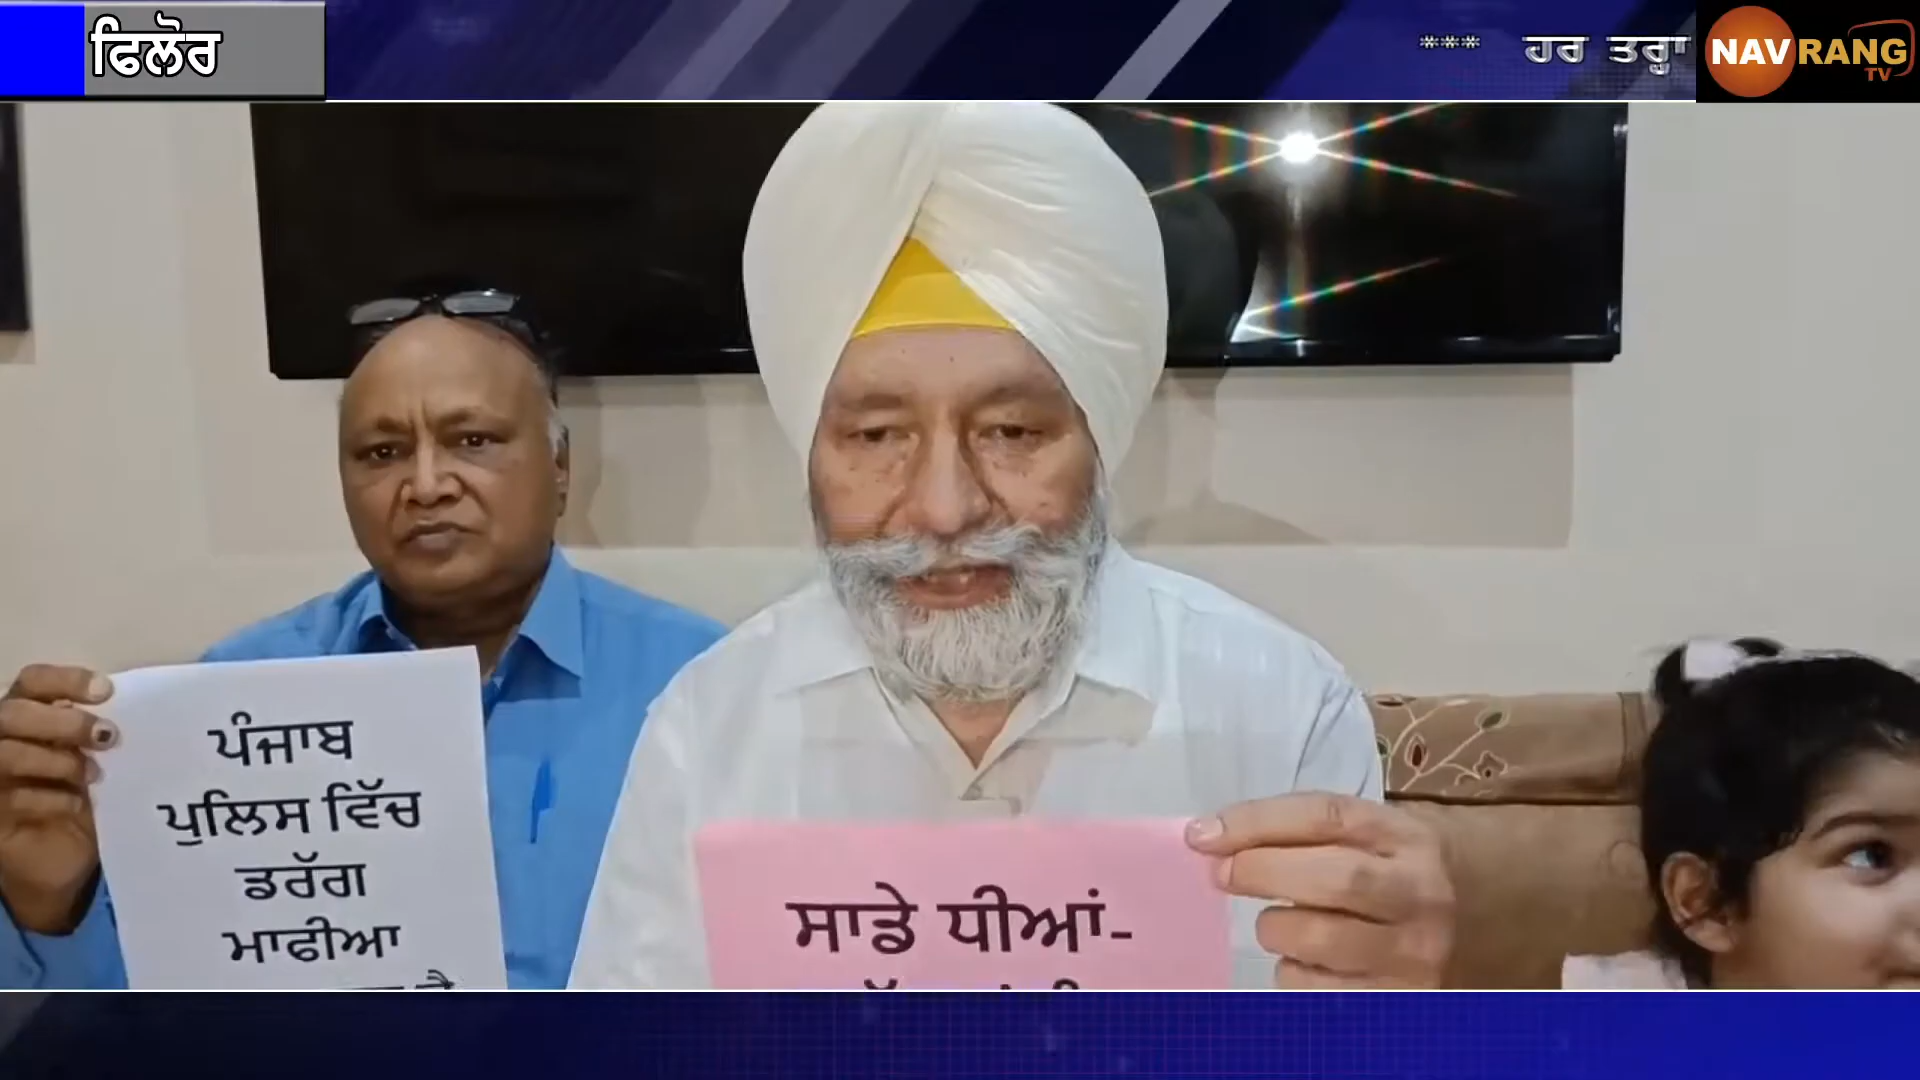 ਫਿਲੋਰ
*** ਹਰ ਤਰ੍ਹਾ
NAVRANG
TV
ਪੰਜਾਬ
ਪੁਲਿਸ ਵਿੱਚ
ਡਰੱਗ
ਮਾਫੀਆ
ਸਾਡੇ ਧੀਆਂ-